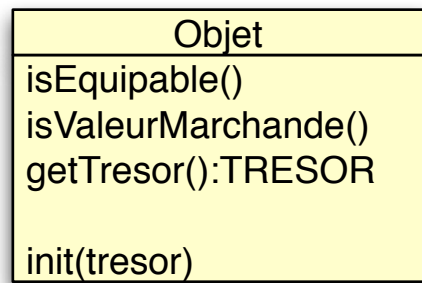 Objet
isEquipable()
isValeurMarchande()
getTresor():TRESOR
init(tresor)